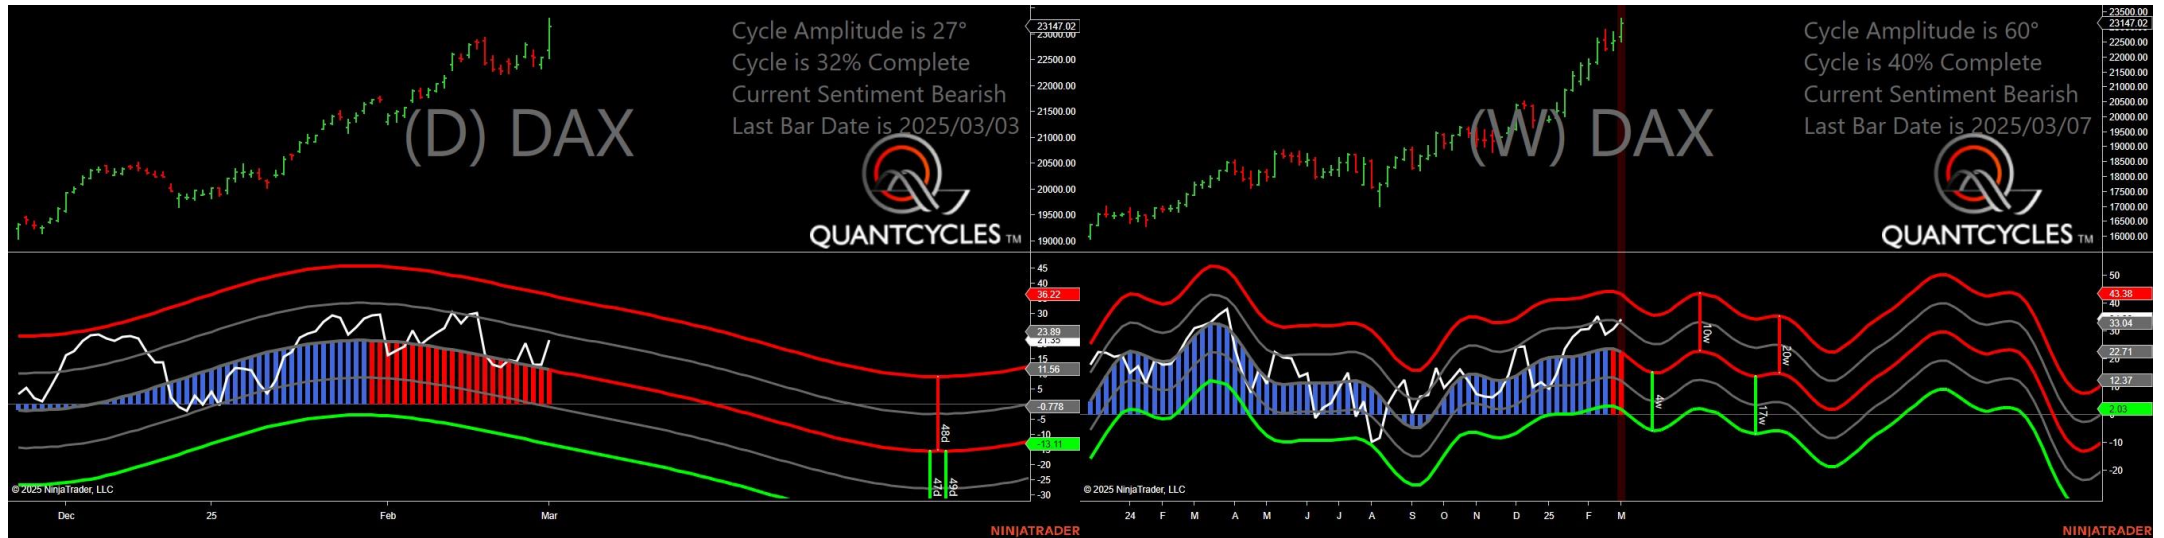 Cycle Amplitude is 27°
Cycle is 32% Complete
Current Sentiment Bearish
Last Bar Date is 2025/03/03
(D) DAX
QUANTCYCLES TM
23147.02
23000.00
22500.00
22000.00
21500.00
21000.00
20500.00
20000.00
19500.00
19000.00
45
40
36.22
30
23.89
21.35
15
11.56
5
-0.778
-5
-10
-13.11
-20
-25
-30
48d
47d
49d
© 2025 NinjaTrader, LLC
Dec
25
Feb
Mar
NINJATRADER
Cycle Amplitude is 60°
Cycle is 40% Complete
Current Sentiment Bearish
Last Bar Date is 2025/03/07
(W) DAX
QUANTCYCLES TM
23500.00
23147.02
22500.00
22000.00
21500.00
21000.00
20500.00
20000.00
19500.00
19000.00
18500.00
18000.00
17500.00
17000.00
16500.00
16000.00
50
43.38
40
33.04
22.71
12.37
2.03
-10
-20
10w
20w
4w
17w
© 2025 NinjaTrader, LLC
24
F
M
A
M
J
J
A
S
O
N
D
25
F
M
NINJATRADER